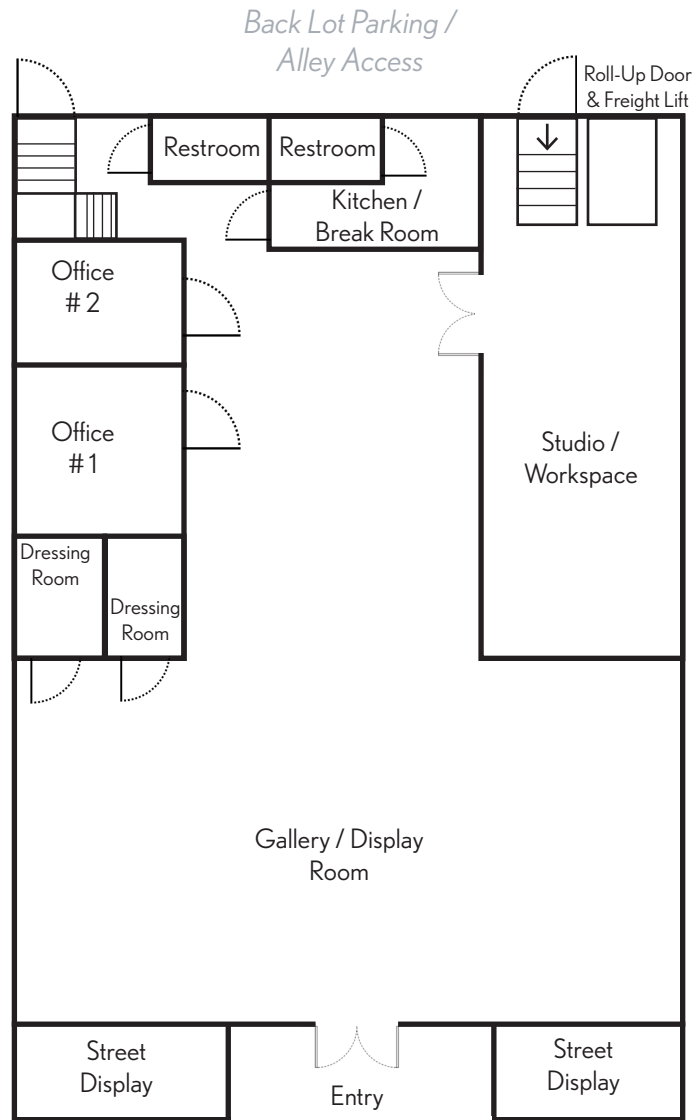 Back Lot Parking /
Alley Access
Roll-Up Door
& Freight Lift
Restroom
Restroom
Kitchen /
Break Room
Office
# 2
Office
# 1
Studio /
Workspace
Dressing
Room
Dressing
Room
Gallery / Display
Room
Street
Display
Entry
Street
Display